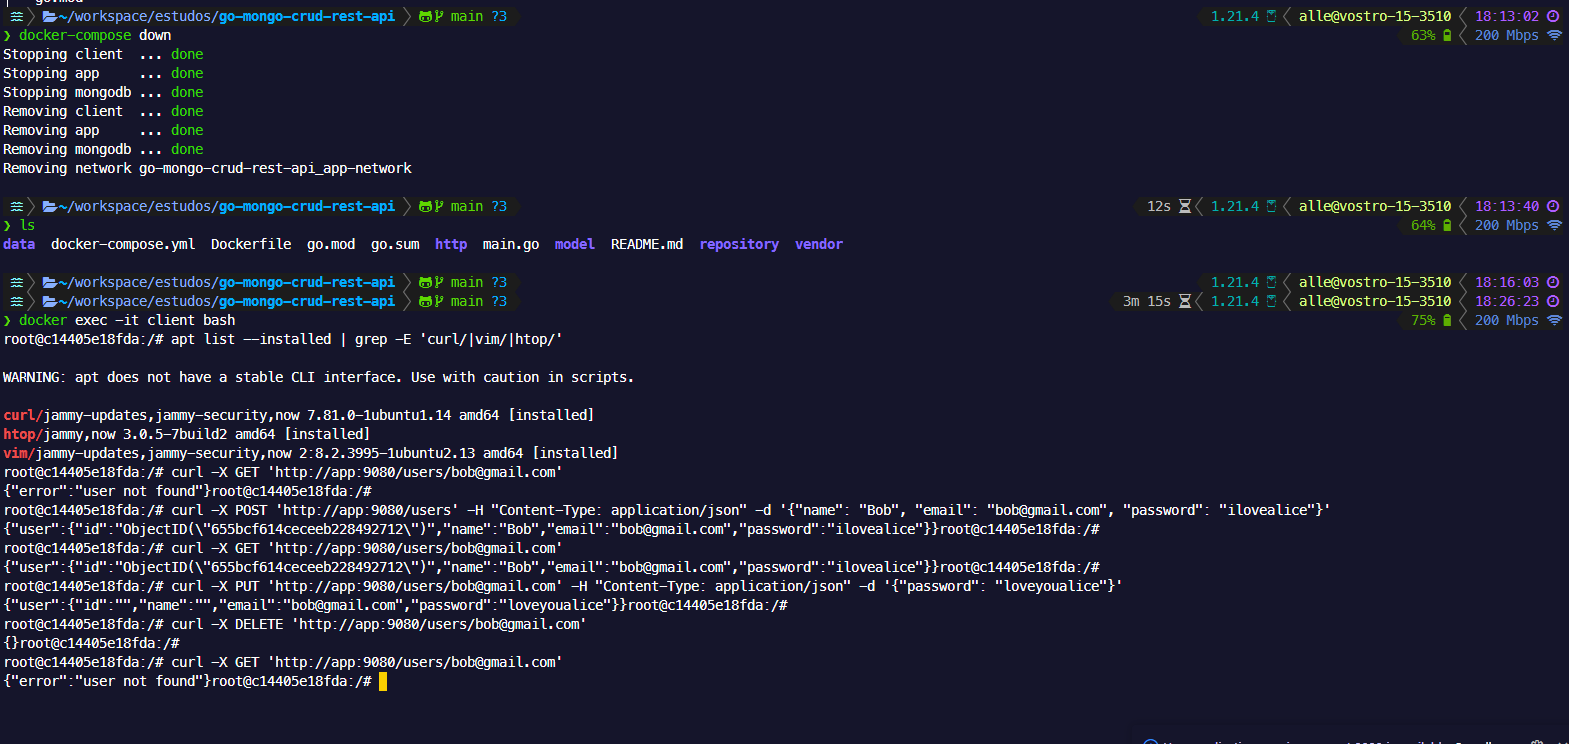 ~/workspace/estudos/go-mongo-crud-rest-api main ?3 1.21.4 alle@vostro-15-3510 18:13:02
❯ docker-compose down 63% 200 Mbps
Stopping client ... done
Stopping app ... done
Stopping mongodb ... done
Removing client ... done
Removing app ... done
Removing mongodb ... done
Removing network go-mongo-crud-rest-api_app-network
~/workspace/estudos/go-mongo-crud-rest-api main ?3 12s 1.21.4 alle@vostro-15-3510 18:13:40
❯ ls 64% 200 Mbps
data docker-compose.yml Dockerfile go.mod go.sum http main.go model README.md repository vendor
~/workspace/estudos/go-mongo-crud-rest-api main ?3 1.21.4 alle@vostro-15-3510 18:16:03
~/workspace/estudos/go-mongo-crud-rest-api main ?3 3m 15s 1.21.4 alle@vostro-15-3510 18:26:23
❯ docker exec -it client bash 75% 200 Mbps
root@c14405e18fda:/# apt list --installed | grep -E 'curl/|vim/|htop/'
WARNING: apt does not have a stable CLI interface. Use with caution in scripts.
curl/jammy-updates,jammy-security,now 7.81.0-1ubuntu1.14 amd64 [installed]
htop/jammy,now 3.0.5-7build2 amd64 [installed]
vim/jammy-updates,jammy-security,now 2:8.2.3995-1ubuntu2.13 amd64 [installed]
root@c14405e18fda:/# curl -X GET 'http://app:9080/users/bob@gmail.com'
{"error":"user not found"}root@c14405e18fda:/#
root@c14405e18fda:/# curl -X POST 'http://app:9080/users' -H "Content-Type: application/json" -d '{"name": "Bob", "email": "bob@gmail.com", "password": "ilovealice"}'
{"user":{"id":"ObjectID(\"655bcf614ceceeb228492712\")","name":"Bob","email":"bob@gmail.com","password":"ilovealice"}}root@c14405e18fda:/#
root@c14405e18fda:/# curl -X GET 'http://app:9080/users/bob@gmail.com'
{"user":{"id":"ObjectID(\"655bcf614ceceeb228492712\")","name":"Bob","email":"bob@gmail.com","password":"ilovealice"}}root@c14405e18fda:/#
root@c14405e18fda:/# curl -X PUT 'http://app:9080/users/bob@gmail.com' -H "Content-Type: application/json" -d '{"password": "loveyoualice"}'
{"user":{"id":"","name":"","email":"bob@gmail.com","password":"loveyoualice"}}root@c14405e18fda:/#
root@c14405e18fda:/# curl -X DELETE 'http://app:9080/users/bob@gmail.com'
{}root@c14405e18fda:/#
root@c14405e18fda:/# curl -X GET 'http://app:9080/users/bob@gmail.com'
{"error":"user not found"}root@c14405e18fda:/#